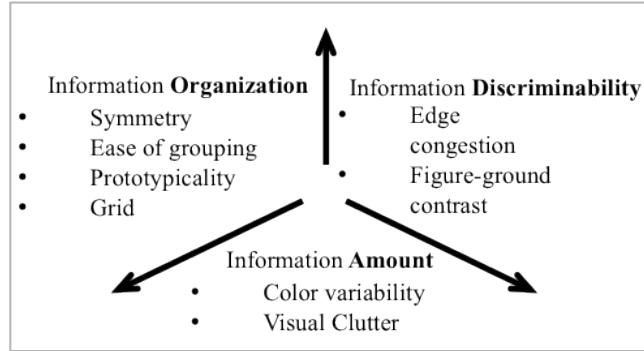 Information Organization
• Symmetry
• Ease of grouping
• Prototypicality
• Grid
Information Discriminability
• Edge
congestion
• Figure-ground
contrast
Information Amount
• Color variability
• Visual Clutter